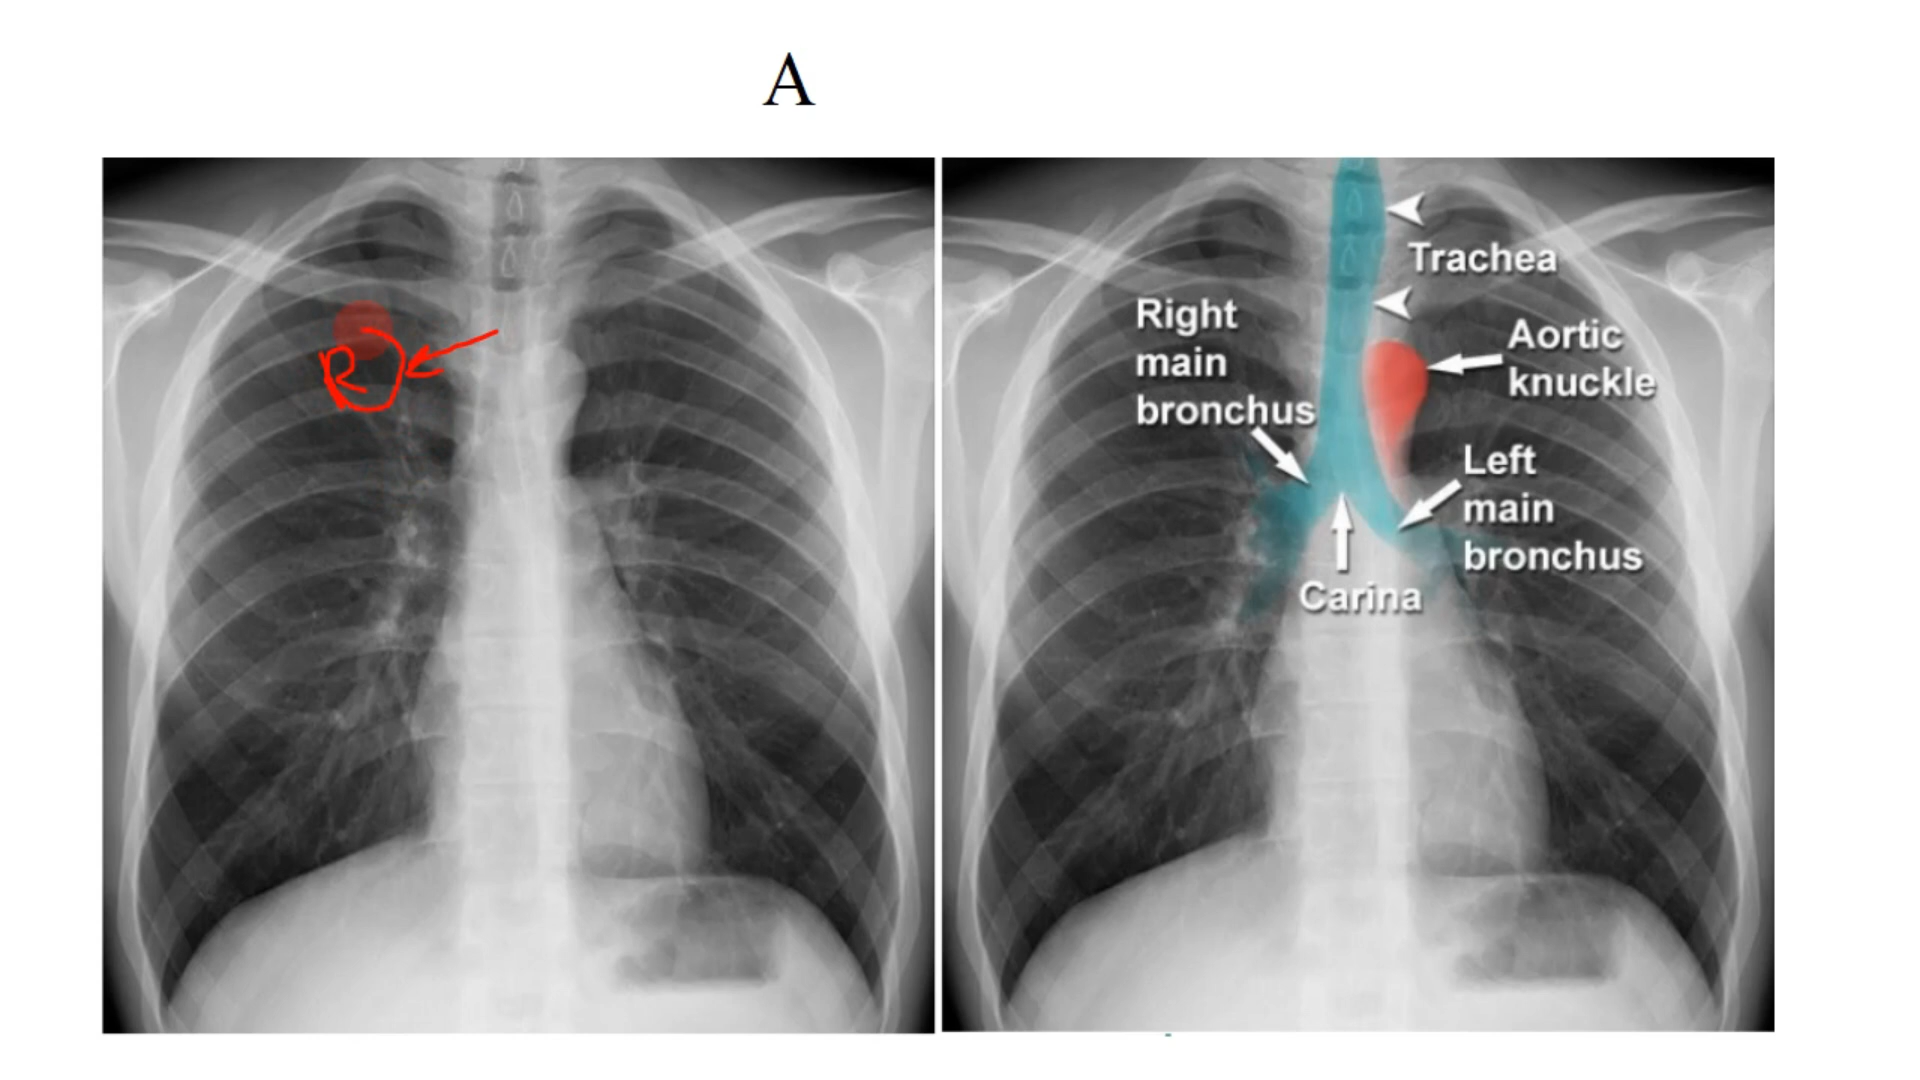 A
R
Trachea
Right
main
bronchus
Aortic
knuckle
Left
main
bronchus
Carina